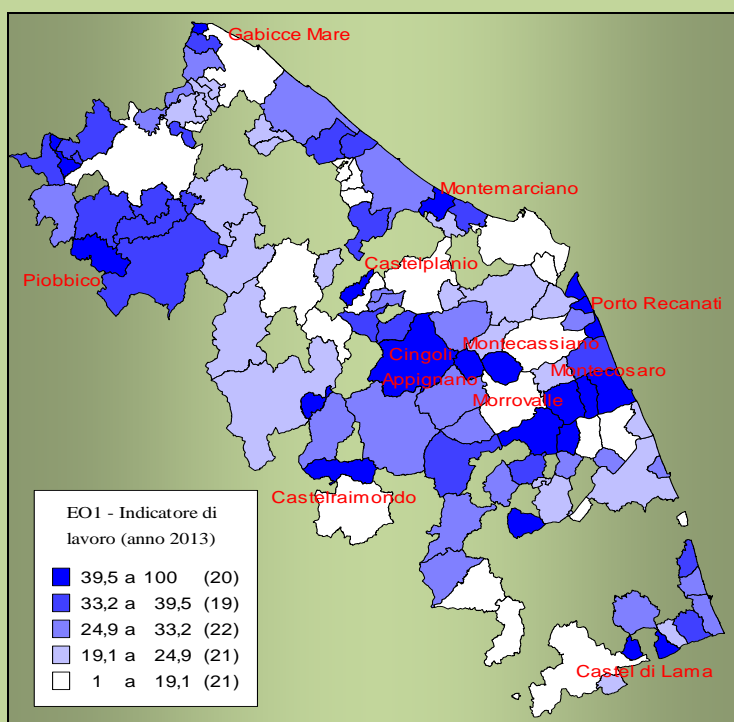 Gabicce Mare
Montemarciano
Castelplanio
Piobbico
Porto Recanati
Montecassiano
Cingoli
Montecosaro
Appignano
Morrovalle
Castelraimondo
Castel di Lama
EO1 - Indicatore di
lavoro (anno 2013)
39,5 a 100 (20)
33,2 a 39,5 (19)
24,9 a 33,2 (22)
19,1 a 24,9 (21)
1 a 19,1 (21)